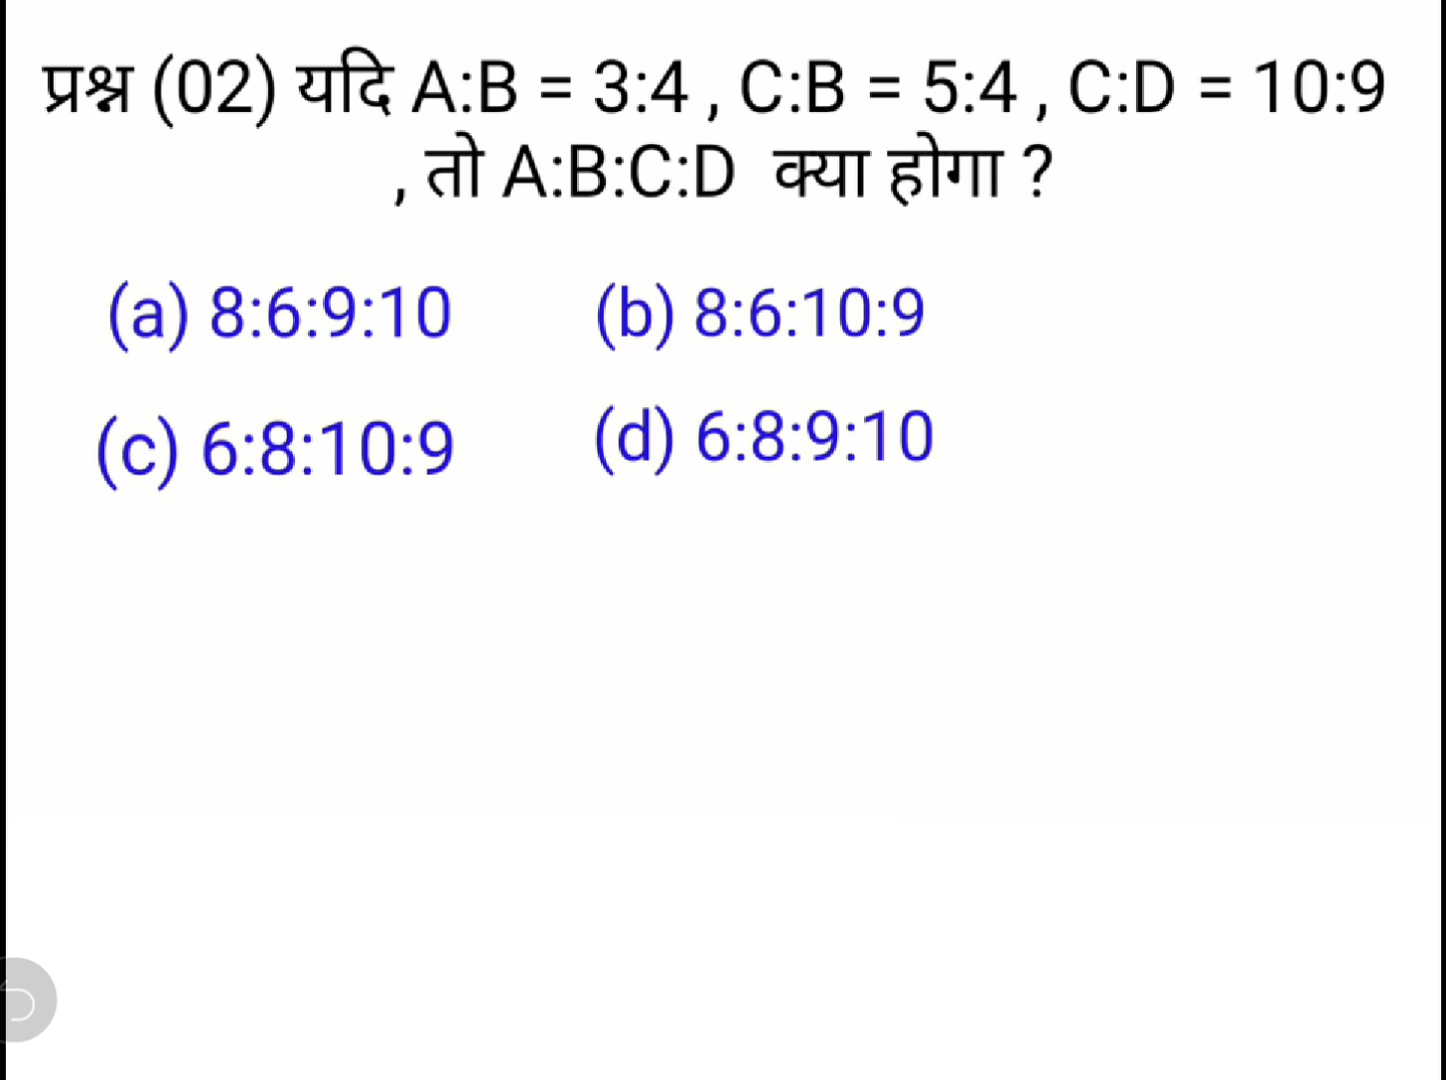 प्रश्न (02) यदि A:B = 3:4 , C:B = 5:4 , C:D = 10:9
, तो A:B:C:D क्या होगा ?
(a) 8:6:9:10 (b) 8:6:10:9
(c) 6:8:10:9 (d) 6:8:9:10